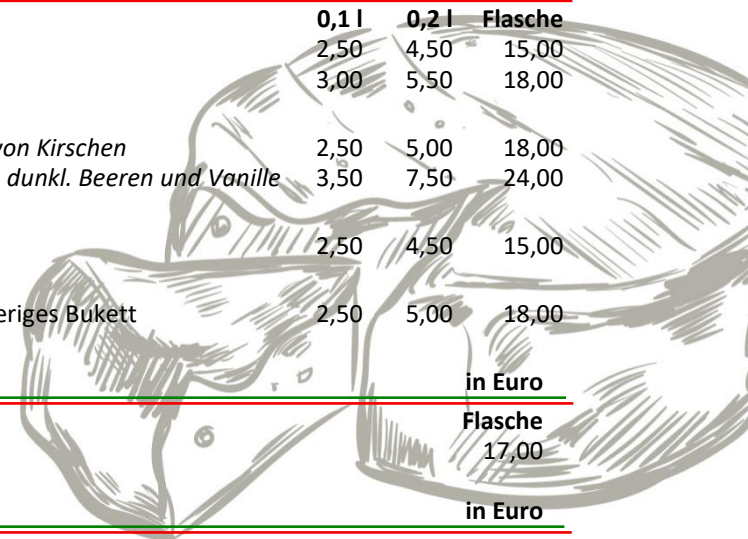 0,1 l 0,2 l Flasche
2,50 4,50 15,00
3,00 5,50 18,00
von Kirschen 2,50 5,00 18,00
dunkl. Beeren und Vanille 3,50 7,50 24,00
2,50 4,50 15,00
eriges Bukett 2,50 5,00 18,00
in Euro
Flasche
17,00
in Euro